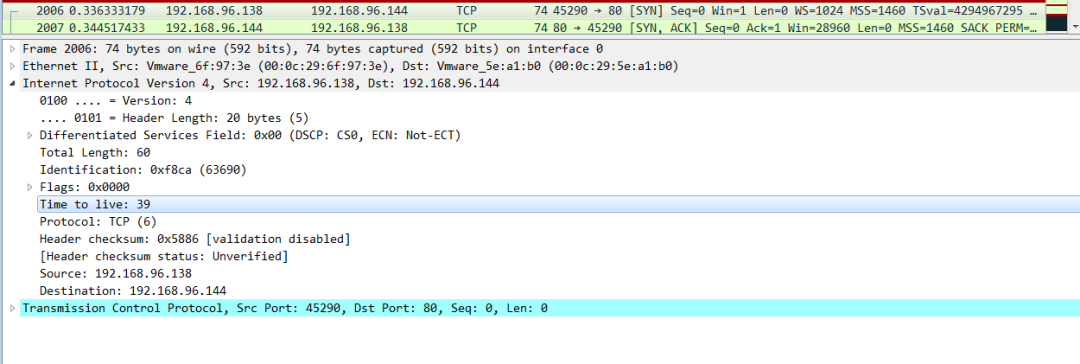 2006 0.336333179 192.168.96.138 192.168.96.144 TCP 74 45290 → 80 [SYN] Seq=0 Win=1 Len=0 WS=1024 MSS=1460 TSval=4294967295 …
2007 0.344517433 192.168.96.144 192.168.96.138 TCP 74 80 → 45290 [SYN, ACK] Seq=0 Ack=1 Win=28960 Len=0 MSS=1460 SACK_PERM=…
Frame 2006: 74 bytes on wire (592 bits), 74 bytes captured (592 bits) on interface 0
Ethernet II, Src: Vmware_6f:97:3e (00:0c:29:6f:97:3e), Dst: Vmware_5e:a1:b0 (00:0c:29:5e:a1:b0)
Internet Protocol Version 4, Src: 192.168.96.138, Dst: 192.168.96.144
0100 .... = Version: 4
.... 0101 = Header Length: 20 bytes (5)
Differentiated Services Field: 0x00 (DSCP: CS0, ECN: Not-ECT)
Total Length: 60
Identification: 0xf8ca (63690)
Flags: 0x0000
Time to live: 39
Protocol: TCP (6)
Header checksum: 0x5886 [validation disabled]
[Header checksum status: Unverified]
Source: 192.168.96.138
Destination: 192.168.96.144
Transmission Control Protocol, Src Port: 45290, Dst Port: 80, Seq: 0, Len: 0